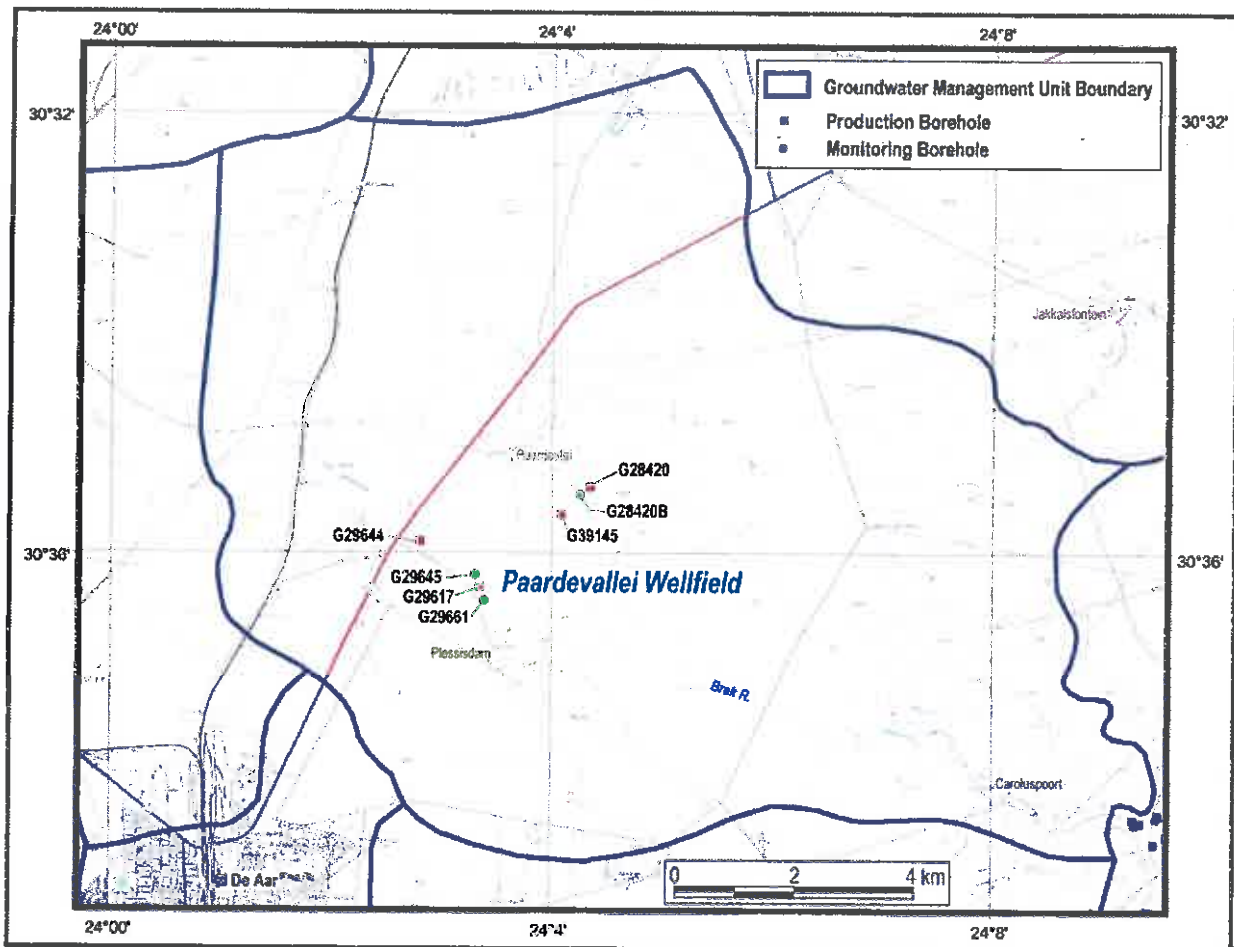 24°00'
24°4'
24°8'
Groundwater Management Unit Boundary
Production Borehole
Monitoring Borehole
30°32'
30°32'
Jakkalsfontein
G28420
G28420B
G39145
G29644
30°36'
30°36'
G29645
Paardevallei Wellfield
G29617
G29661
Plessisdam
Brak R.
Caroluspoort
0 2 4 km
De Aar
24°00'
24°4'
24°8'